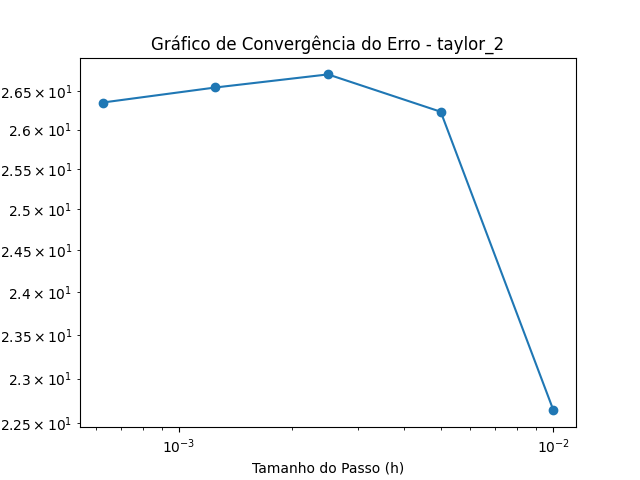 Gráfico de Convergência do Erro - taylor_2
2.65 × 10¹
2.6 × 10¹
2.55 × 10¹
2.5 × 10¹
2.45 × 10¹
2.4 × 10¹
2.35 × 10¹
2.3 × 10¹
2.25 × 10¹
10⁻³ 10⁻²
Tamanho do Passo (h)